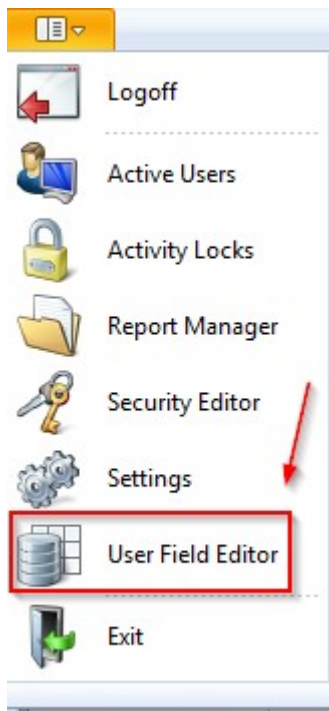 Logoff
Active Users
Activity Locks
Report Manager
Security Editor
Settings
User Field Editor
Exit